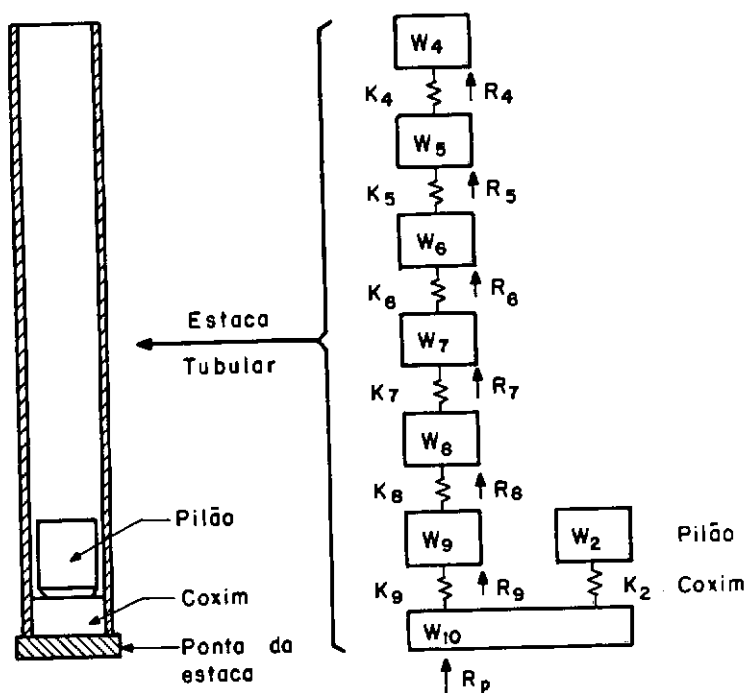 W4
K4
R4
W5
K5
R5
W6
K6
R6
W7
K7
R7
W8
K8
R8
W9
K9
R9
W10
Rp
W2
Pilão
K2
Coxim
Estaca
Tubular
Pilão
Coxim
Ponta da
estaca